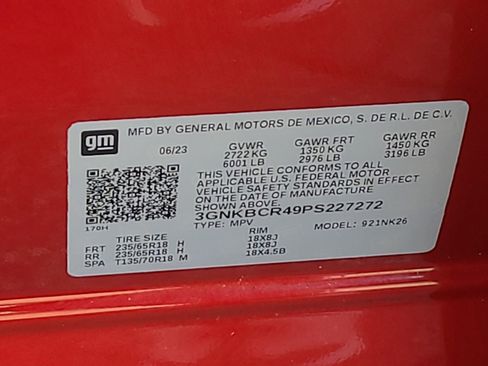 gm MFD BY GENERAL MOTORS DE MEXICO, S. DE R.L. DE C.V.
06/23 GVWR GAWR FRT GAWR RR
2722 KG 1350 KG 1450 KG
6001 LB 2976 LB 3196 LB
THIS VEHICLE CONFORMS TO ALL
APPLICABLE U.S. FEDERAL MOTOR
VEHICLE SAFETY STANDARDS IN EFFECT
ON THE DATE OF MANUFACTURE
SHOWN ABOVE.
3GNKBCR49PS227272
170H TYPE: MPV MODEL: 921NK26
TIRE SIZE RIM
FRT 235/65R18 H 18X8J
RR 235/65R18 H 18X8J
SPA T135/70R18 M 18X4.5B